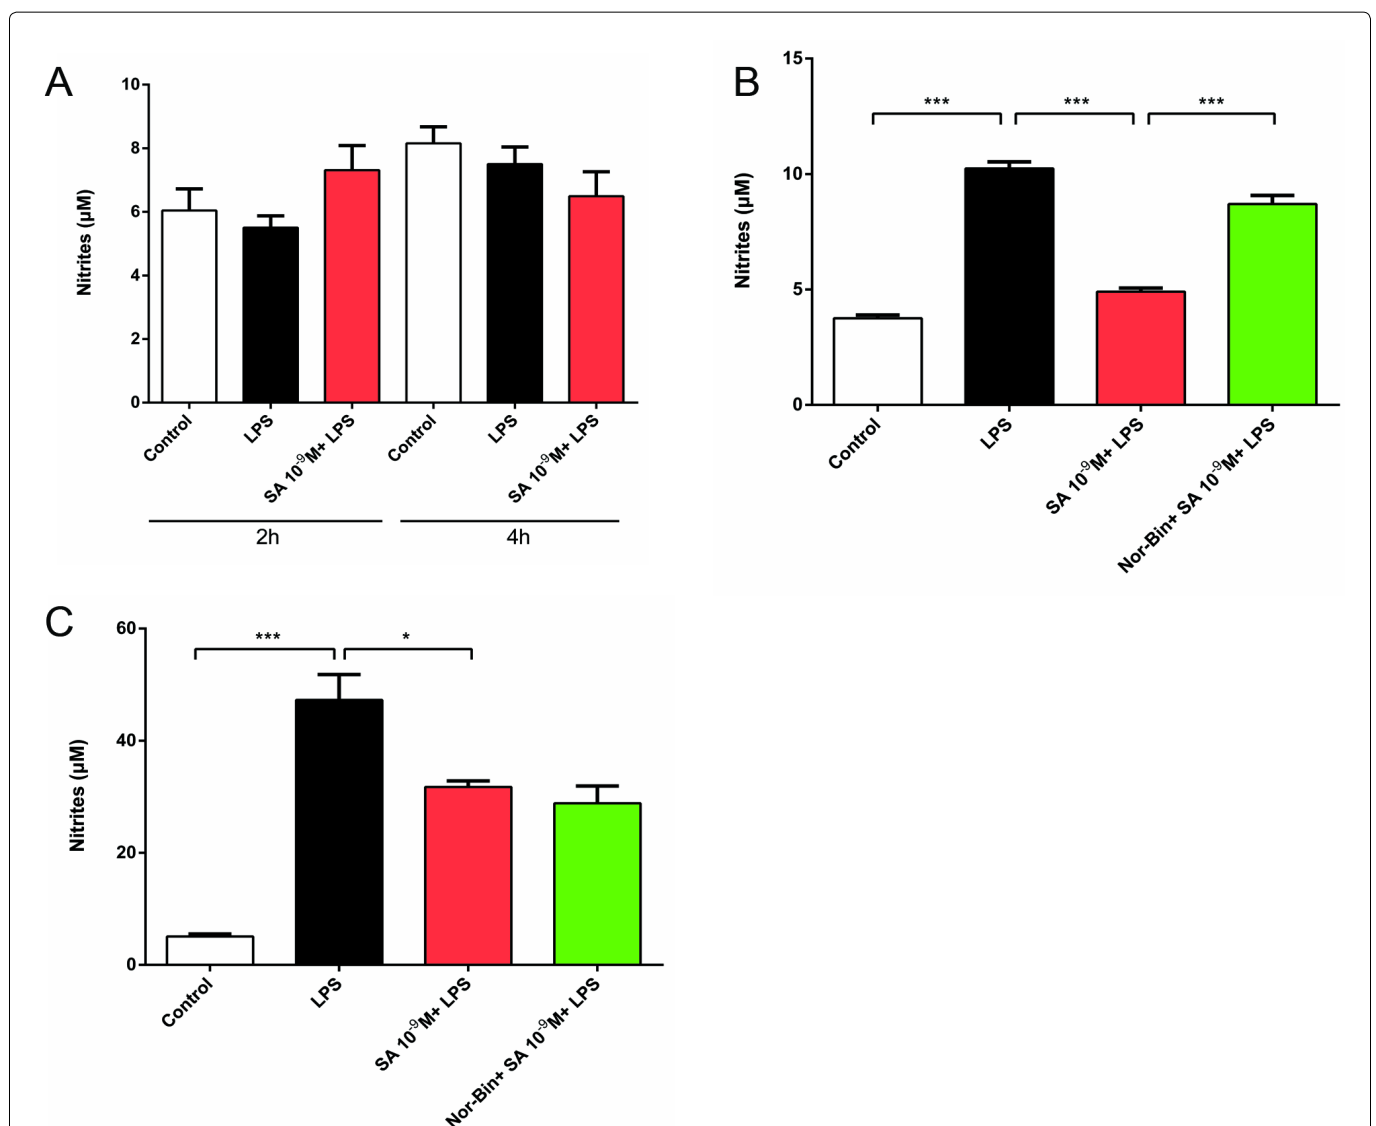 A
10
8
6
4
2
0
Nitrites (µM)
Control
LPS
SA 10⁻⁹M+ LPS
Control
LPS
SA 10⁻⁹M+ LPS
2h
4h
B
15
10
5
0
Nitrites (µM)
***
***
***
Control
LPS
SA 10⁻⁹M+ LPS
Nor-Bin+ SA 10⁻⁹M+ LPS
C
60
40
20
0
Nitrites (µM)
***
*
Control
LPS
SA 10⁻⁹M+ LPS
Nor-Bin+ SA 10⁻⁹M+ LPS